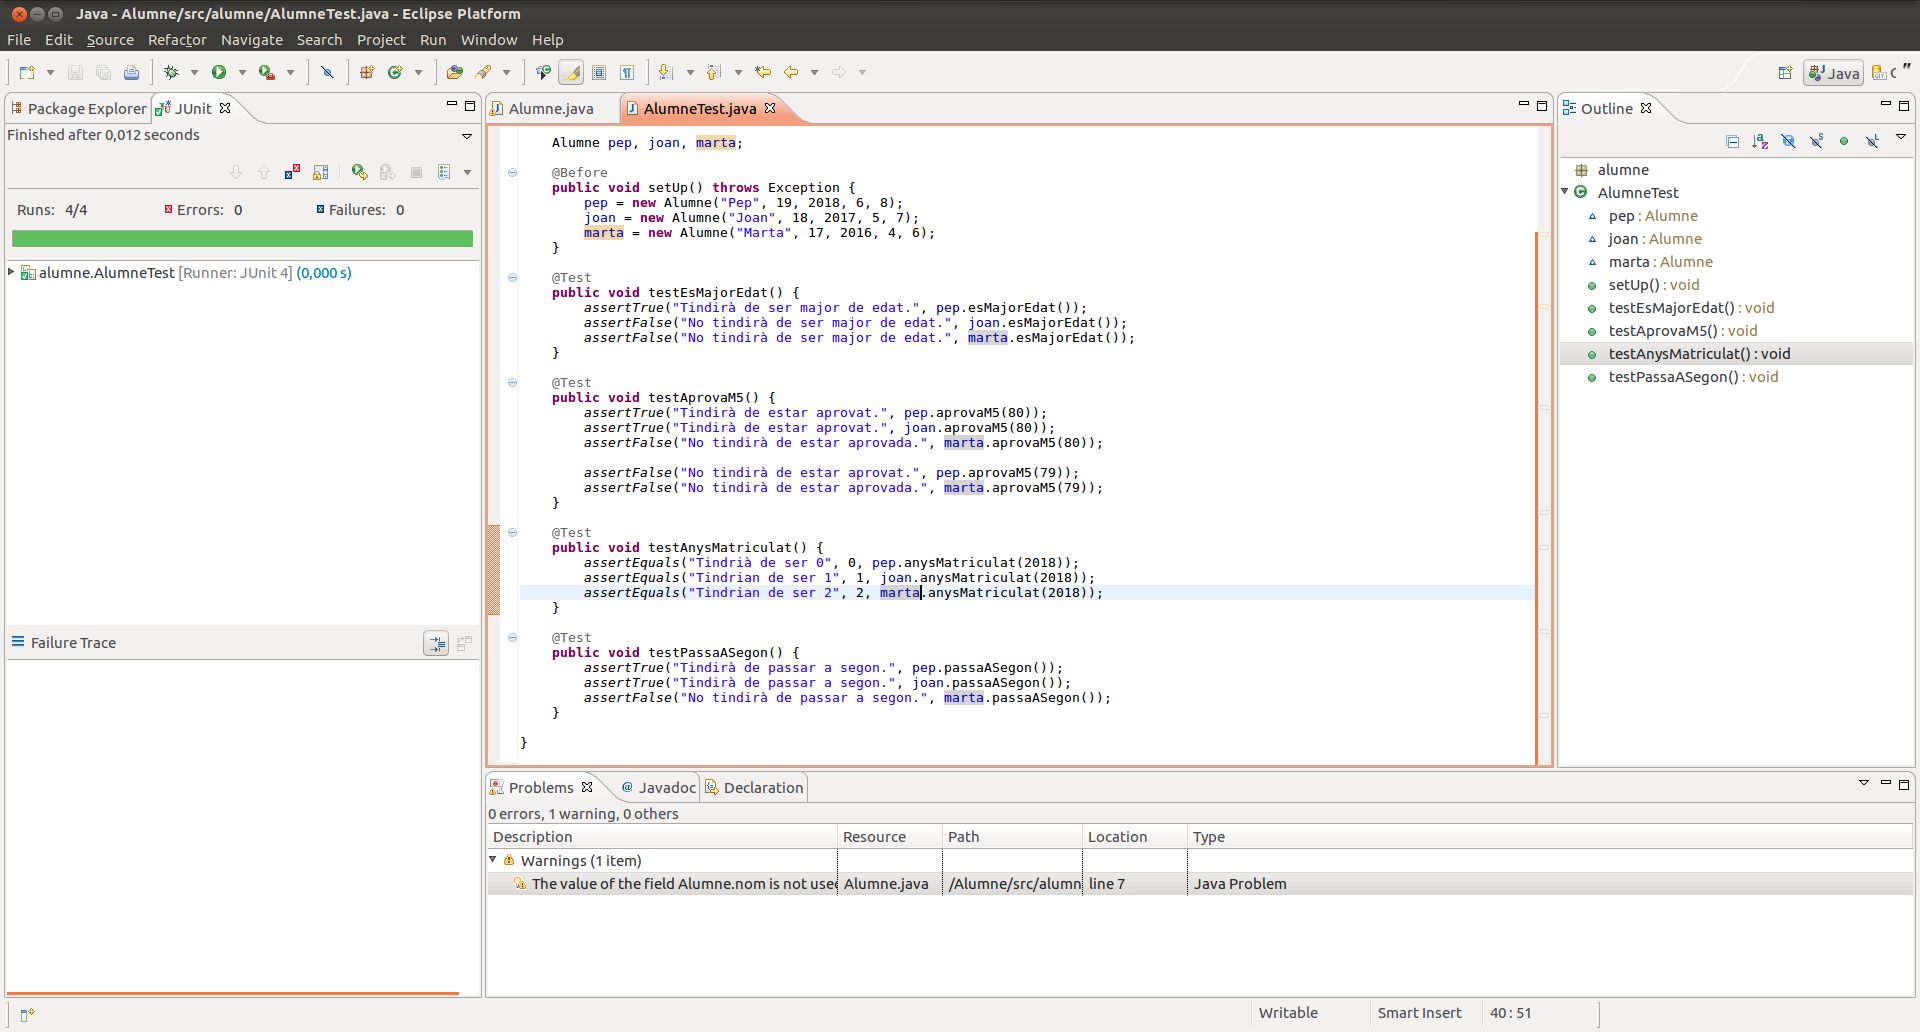 Java - Alumne/src/alumne/AlumneTest.java - Eclipse Platform
File Edit Source Refactor Navigate Search Project Run Window Help
Java
Package Explorer JUnit
Finished after 0,012 seconds
Runs: 4/4 Errors: 0 Failures: 0
alumne.AlumneTest [Runner: JUnit 4] (0,000 s)
Failure Trace
Alumne.java AlumneTest.java
Alumne pep, joan, marta;
@Before
public void setUp() throws Exception {
pep = new Alumne("Pep", 19, 2018, 6, 8);
joan = new Alumne("Joan", 18, 2017, 5, 7);
marta = new Alumne("Marta", 17, 2016, 4, 6);
}
@Test
public void testEsMajorEdat() {
assertTrue("Tindirà de ser major de edat.", pep.esMajorEdat());
assertFalse("No tindirà de ser major de edat.", joan.esMajorEdat());
assertFalse("No tindirà de ser major de edat.", marta.esMajorEdat());
}
@Test
public void testAprovaM5() {
assertTrue("Tindirà de estar aprovat.", pep.aprovaM5(80));
assertTrue("Tindirà de estar aprovat.", joan.aprovaM5(80));
assertFalse("No tindirà de estar aprovada.", marta.aprovaM5(80));
assertFalse("No tindirà de estar aprovat.", pep.aprovaM5(79));
assertFalse("No tindirà de estar aprovada.", marta.aprovaM5(79));
}
@Test
public void testAnysMatriculat() {
assertEquals("Tindrià de ser 0", 0, pep.anysMatriculat(2018));
assertEquals("Tindrian de ser 1", 1, joan.anysMatriculat(2018));
assertEquals("Tindrian de ser 2", 2, marta.anysMatriculat(2018));
}
@Test
public void testPassaASegon() {
assertTrue("Tindirà de passar a segon.", pep.passaASegon());
assertTrue("Tindirà de passar a segon.", joan.passaASegon());
assertFalse("No tindirà de passar a segon.", marta.passaASegon());
}
}
Outline
alumne
AlumneTest
pep : Alumne
joan : Alumne
marta : Alumne
setUp() : void
testEsMajorEdat() : void
testAprovaM5() : void
testAnysMatriculat() : void
testPassaASegon() : void
Problems Javadoc Declaration
0 errors, 1 warning, 0 others
Description Resource Path Location Type
Warnings (1 item)
The value of the field Alumne.nom is not use Alumne.java /Alumne/src/alumn line 7 Java Problem
Writable Smart Insert 40 : 51